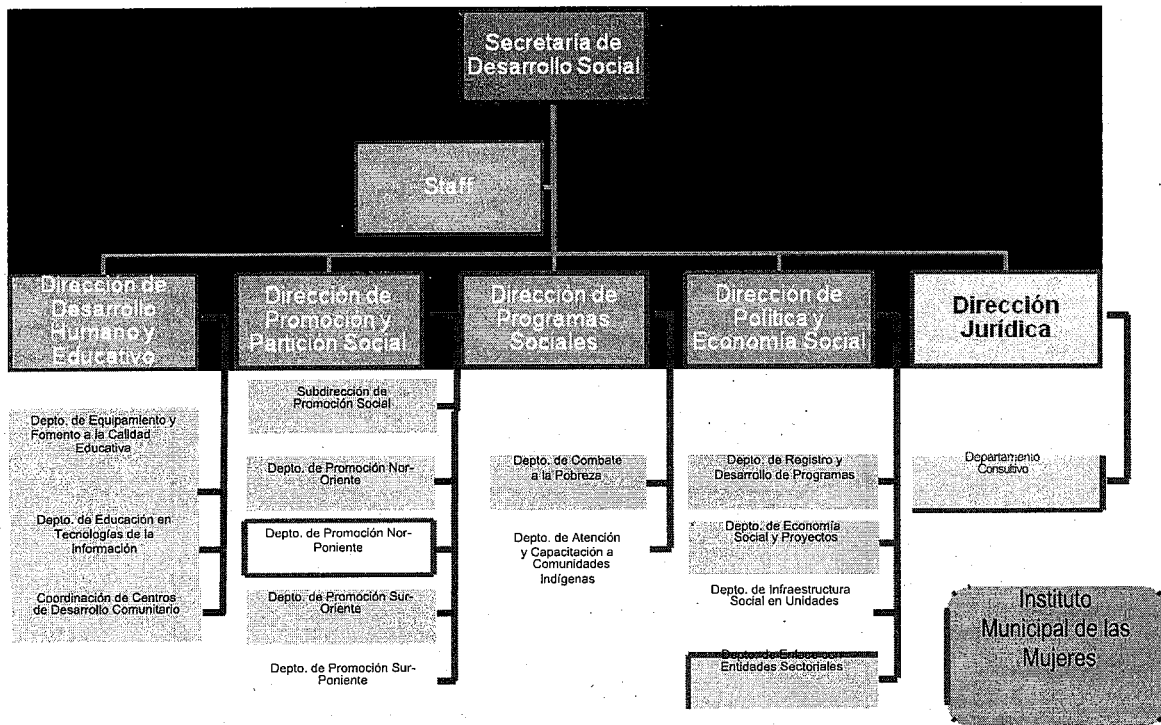 Secretaría de
Desarrollo Social
Staff
Dirección de
Desarrollo
Humano y
Educativo
Dirección de
Promoción y
Partición Social
Dirección de
Programas
Sociales
Dirección de
Política y
Economía Social
Dirección
Jurídica
Depto. de Equipamiento y
Fomento a la Calidad
Educativa
Depto. de Educación en
Tecnologías de la
Información
Coordinación de Centros
de Desarrollo Comunitario
Subdirección de
Promoción Social
Depto. de Promoción Nor-
Oriente
Depto. de Promoción Nor-
Poniente
Depto. de Promoción Sur-
Oriente
Depto. de Promoción Sur-
Poniente
Depto. de Combate
a la Pobreza
Depto. de Atención
y Capacitación a
Comunidades
Indígenas
Depto. de Registro y
Desarrollo de Programas
Depto. de Economía
Social y Proyectos
Depto. de Infraestructura
Social en Unidades
Depto. de Enlace con
Entidades Sectoriales
Departamento
Consultivo
Instituto
Municipal de las
Mujeres